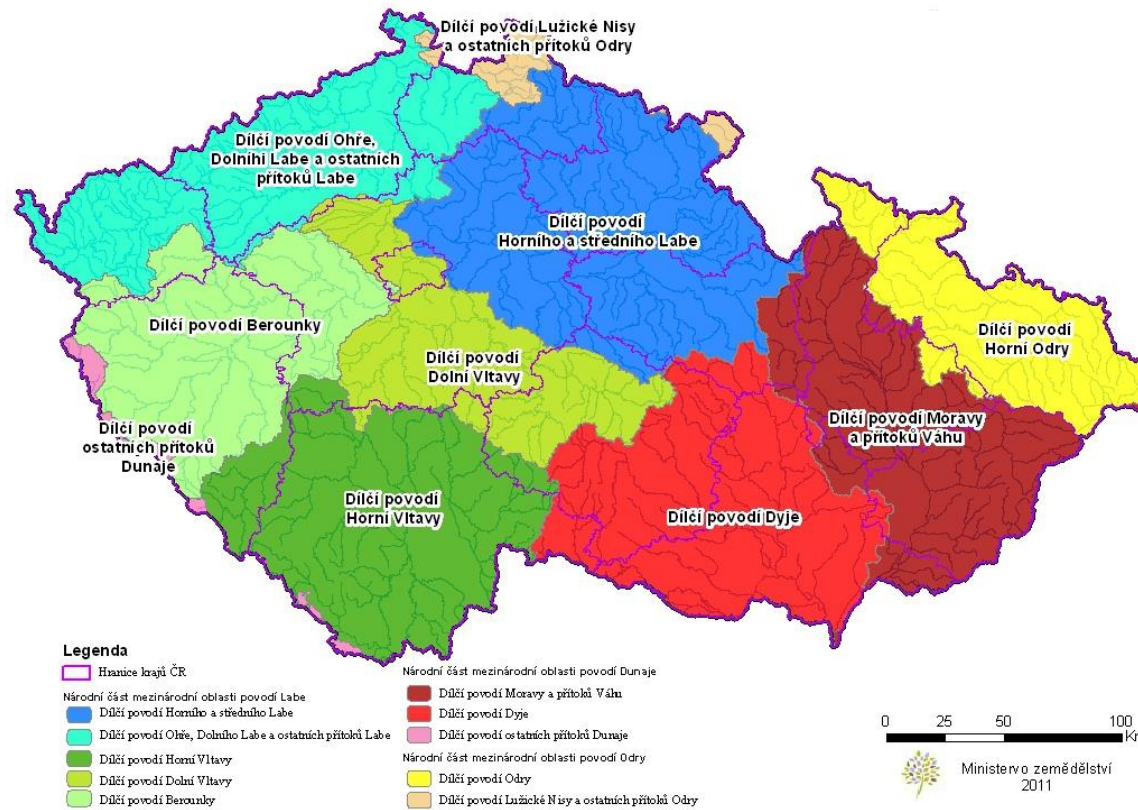 Dílčí povodí Lužické Nisy
a ostatních přítoků Odry
Dílčí povodí Ohře,
Dolníhi Labe a ostatních
přítoků Labe
Dílčí povodí
Horního a středního Labe
Dílčí povodí Berounky
Dílčí povodí
Dolní Vltavy
Dílčí povodí
Horní Odry
Dílčí povodí
ostatních přítoků
Dunaje
Dílčí povodí Moravy
a přítoků Váhu
Dílčí povodí
Horní Vltavy
Dílčí povodí Dyje
Legenda
Hranice krajů ČR
Národní část mezinárodní oblasti povodí Labe
Dílčí povodí Horního a středního Labe
Dílčí povodí Ohře, Dolního Labe a ostatních přítoků Labe
Dílčí povodí Horní Vltavy
Dílčí povodí Dolní Vltavy
Dílčí povodí Berounky
Národní část mezinárodní oblasti povodí Dunaje
Dílčí povodí Moravy a přítoků Váhu
Dílčí povodí Dyje
Dílčí povodí ostatních přítoků Dunaje
Národní část mezinárodní oblasti povodí Odry
Dílčí povodí Odry
Dílčí povodí Lužické Nisy a ostatních přítoků Odry
0 25 50 100
Ministerstvo zemědělství
2011